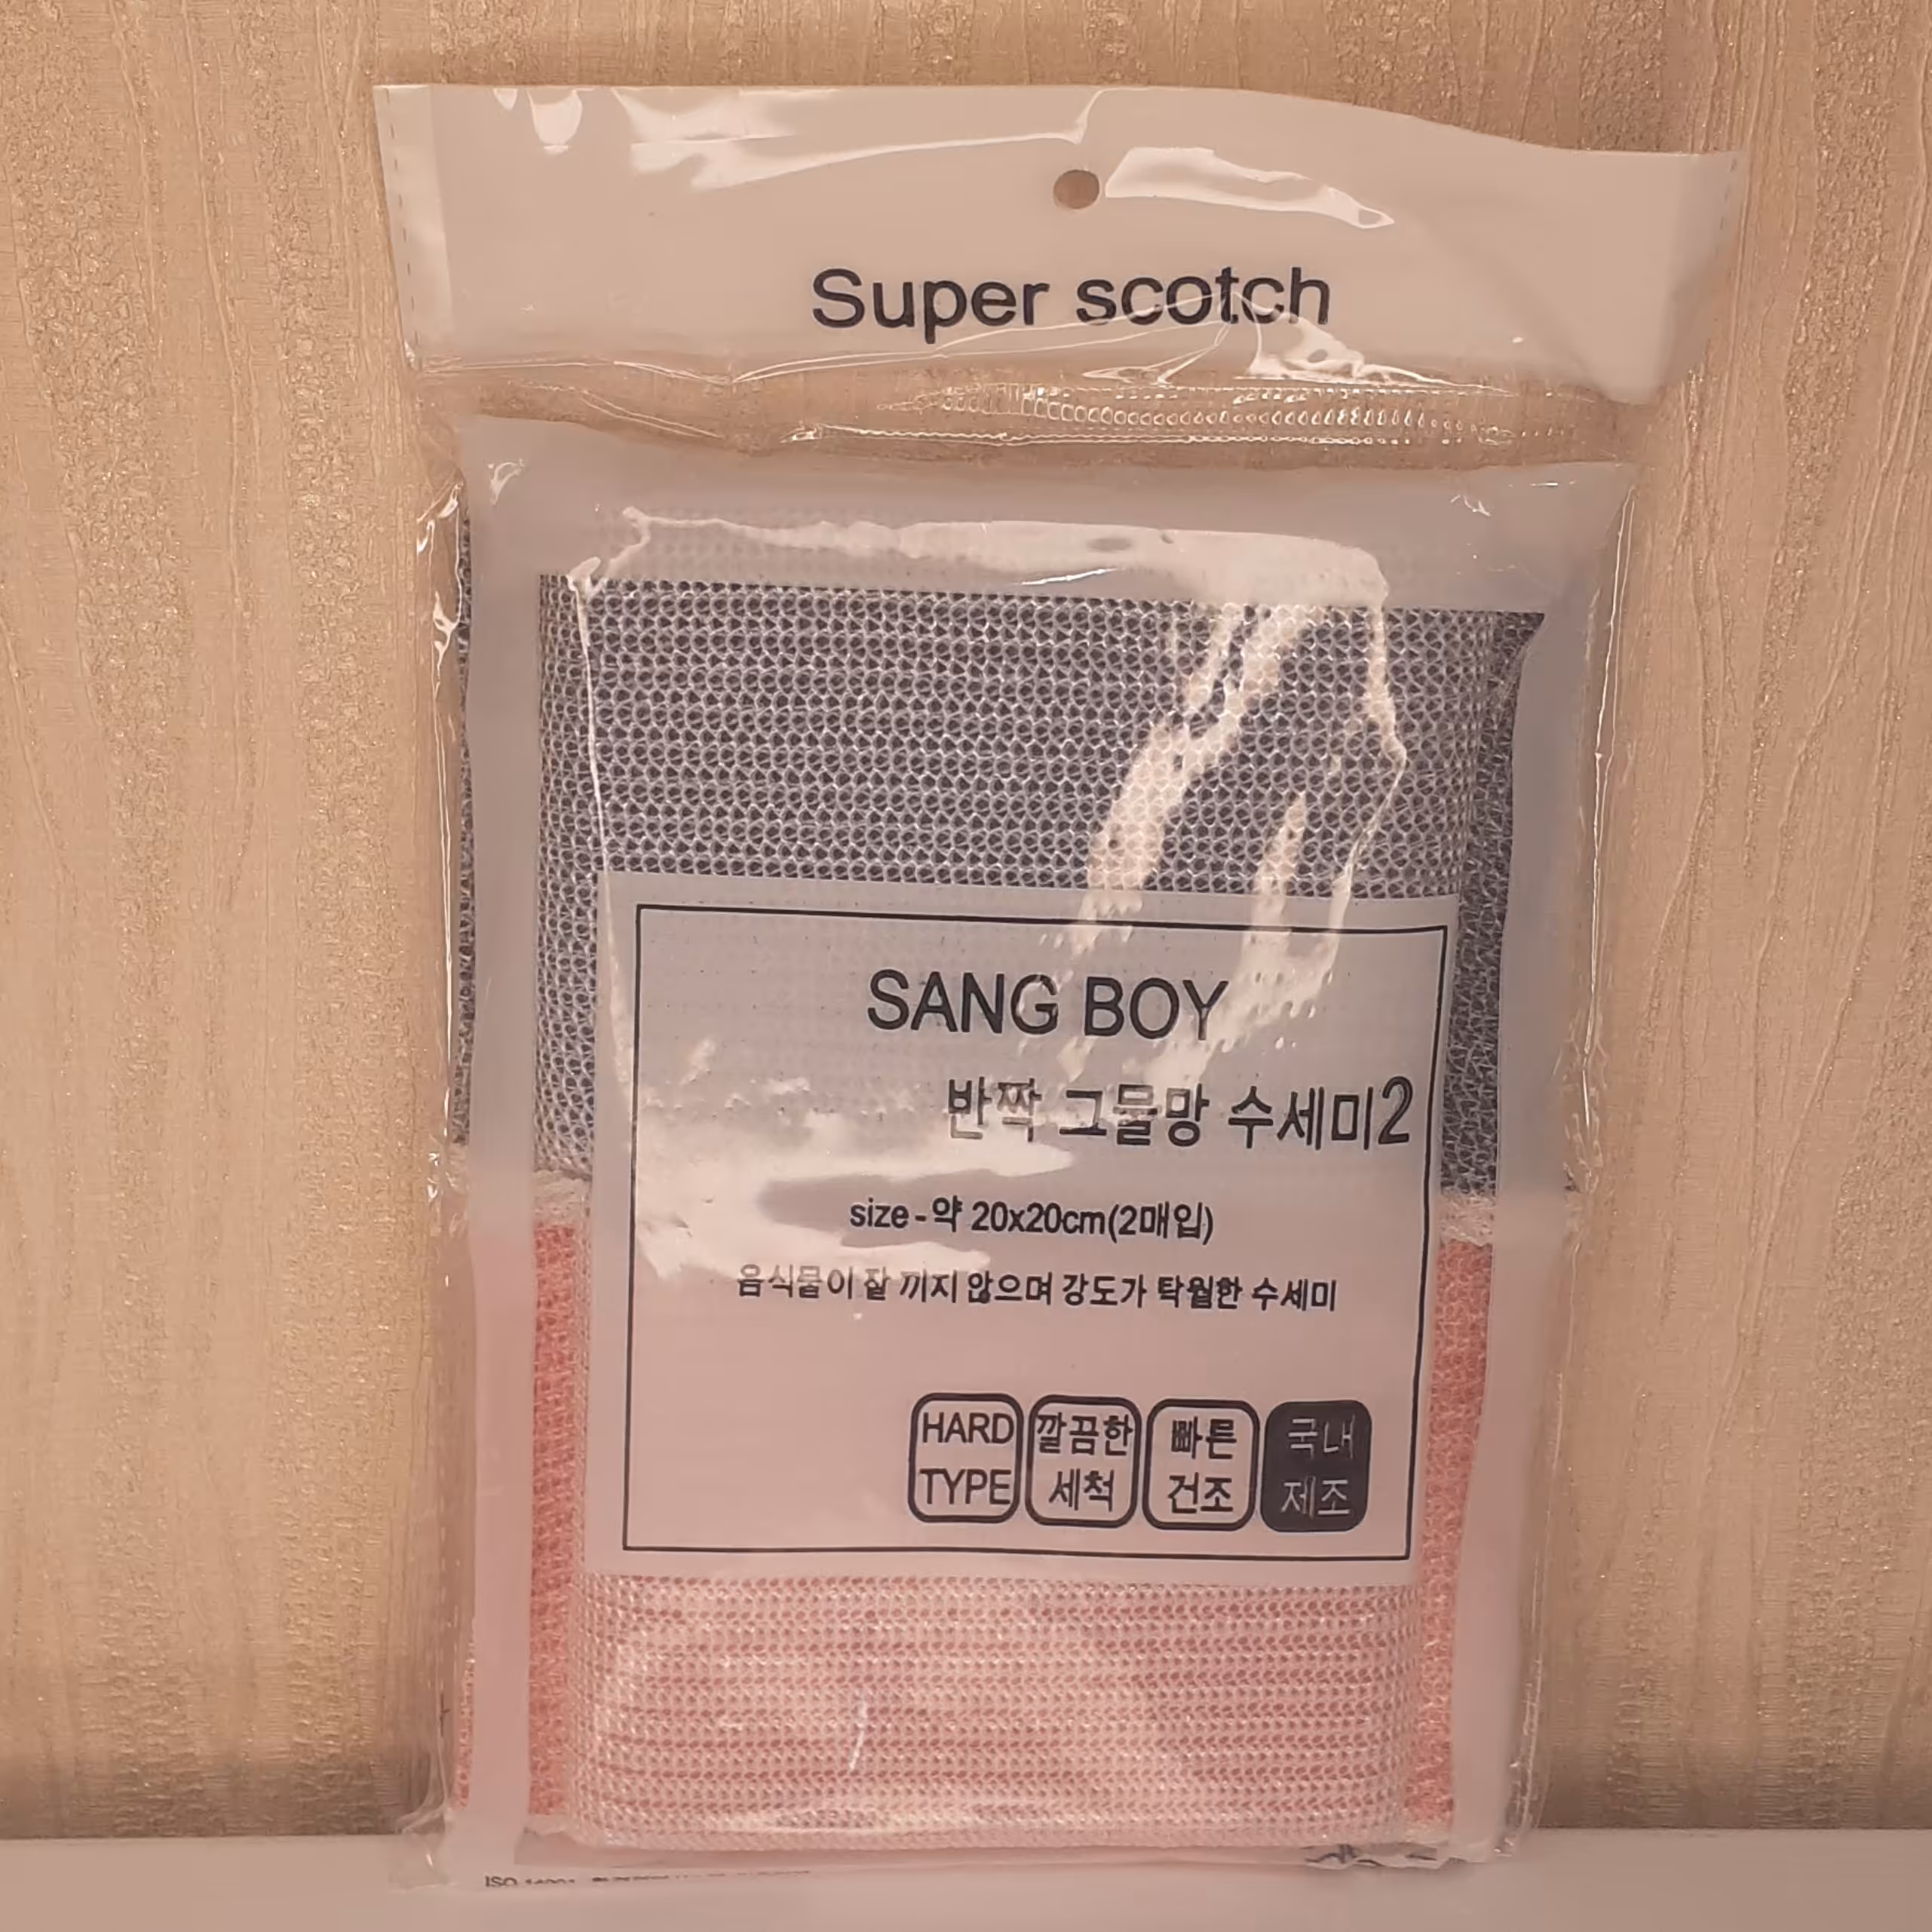 Super scotch
SANG BOY
반짝 그물망 수세미2
size-약 20x20cm(2매입)
음식물이 잘 끼지 않으며 강도가 탁월한 수세미
HARD TYPE
깔끔한 세척
빠른 건조
국내 제조
ISO 14001